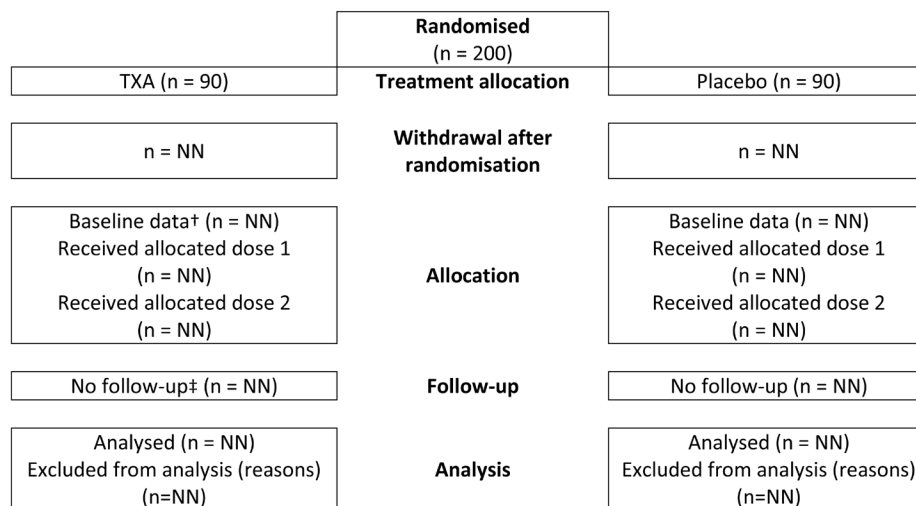 Randomised
(n = 200)
TXA (n = 90)
Treatment allocation
Placebo (n = 90)
n = NN
Withdrawal after
randomisation
n = NN
Baseline data† (n = NN)
Received allocated dose 1
(n = NN)
Received allocated dose 2
(n = NN)
Allocation
Baseline data (n = NN)
Received allocated dose 1
(n = NN)
Received allocated dose 2
(n = NN)
No follow-up‡ (n = NN)
Follow-up
No follow-up (n = NN)
Analysed (n = NN)
Excluded from analysis (reasons)
(n=NN)
Analysis
Analysed (n = NN)
Excluded from analysis (reasons)
(n=NN)